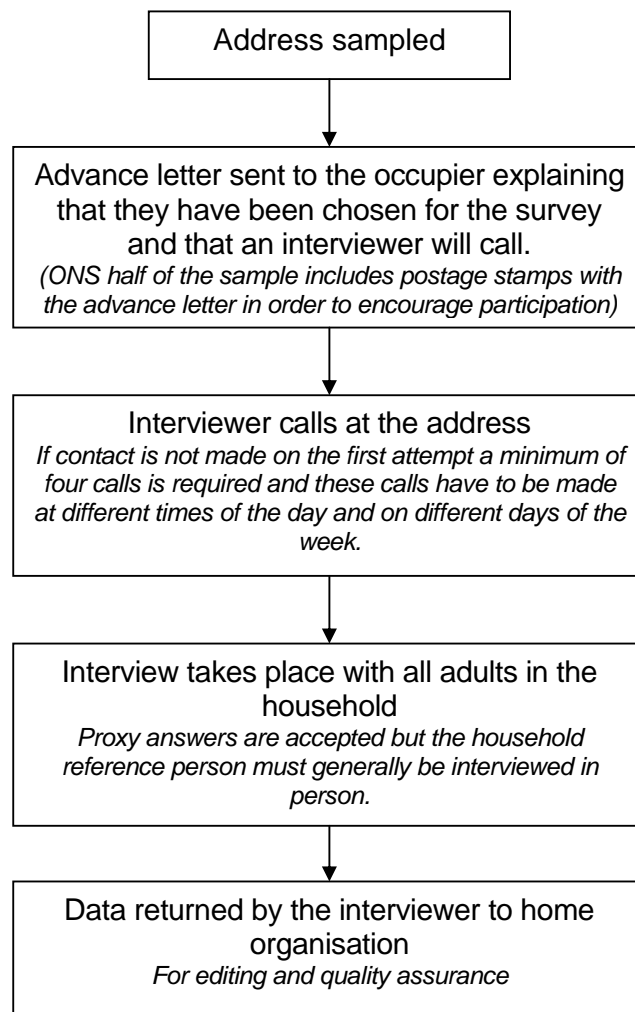 Address sampled
Advance letter sent to the occupier explaining
that they have been chosen for the survey
and that an interviewer will call.
(ONS half of the sample includes postage stamps with
the advance letter in order to encourage participation)
Interviewer calls at the address
If contact is not made on the first attempt a minimum of
four calls is required and these calls have to be made
at different times of the day and on different days of the
week.
Interview takes place with all adults in the
household
Proxy answers are accepted but the household
reference person must generally be interviewed in
person.
Data returned by the interviewer to home
organisation
For editing and quality assurance